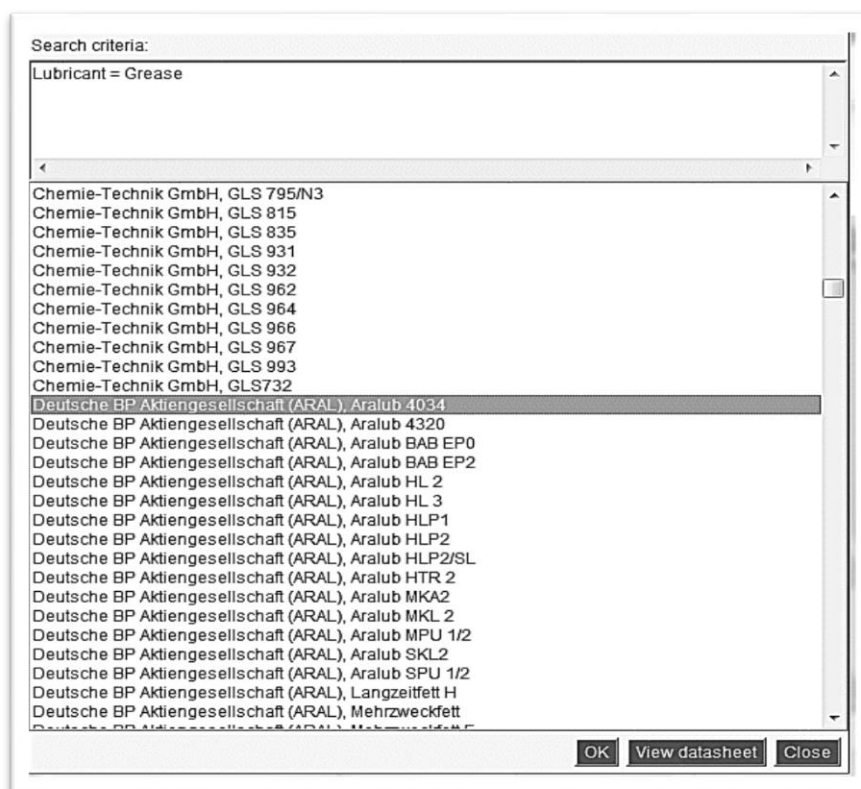 Search criteria:
Lubricant = Grease
Chemie-Technik GmbH, GLS 795/N3
Chemie-Technik GmbH, GLS 815
Chemie-Technik GmbH, GLS 835
Chemie-Technik GmbH, GLS 931
Chemie-Technik GmbH, GLS 932
Chemie-Technik GmbH, GLS 962
Chemie-Technik GmbH, GLS 964
Chemie-Technik GmbH, GLS 966
Chemie-Technik GmbH, GLS 967
Chemie-Technik GmbH, GLS 993
Chemie-Technik GmbH, GLS732
Deutsche BP Aktiengesellschaft (ARAL), Aralub 4034
Deutsche BP Aktiengesellschaft (ARAL), Aralub 4320
Deutsche BP Aktiengesellschaft (ARAL), Aralub BAB EP0
Deutsche BP Aktiengesellschaft (ARAL), Aralub BAB EP2
Deutsche BP Aktiengesellschaft (ARAL), Aralub HL 2
Deutsche BP Aktiengesellschaft (ARAL), Aralub HL 3
Deutsche BP Aktiengesellschaft (ARAL), Aralub HLP1
Deutsche BP Aktiengesellschaft (ARAL), Aralub HLP2
Deutsche BP Aktiengesellschaft (ARAL), Aralub HLP2/SL
Deutsche BP Aktiengesellschaft (ARAL), Aralub HTR 2
Deutsche BP Aktiengesellschaft (ARAL), Aralub MKA2
Deutsche BP Aktiengesellschaft (ARAL), Aralub MKL 2
Deutsche BP Aktiengesellschaft (ARAL), Aralub MPU 1/2
Deutsche BP Aktiengesellschaft (ARAL), Aralub SKL2
Deutsche BP Aktiengesellschaft (ARAL), Aralub SPU 1/2
Deutsche BP Aktiengesellschaft (ARAL), Langzeitfett H
Deutsche BP Aktiengesellschaft (ARAL), Mehrzweckfett
OK View datasheet Close